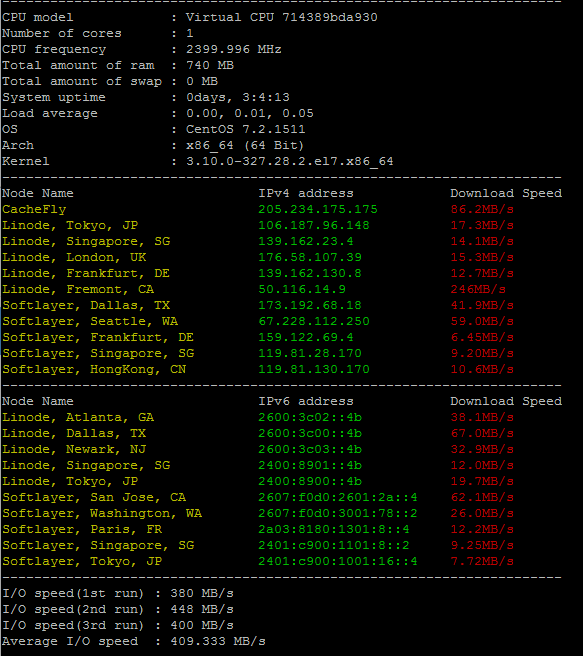 CPU model            : Virtual CPU 714389bda930
Number of cores      : 1
CPU frequency        : 2399.996 MHz
Total amount of ram  : 740 MB
Total amount of swap : 0 MB
System uptime        : 0days, 3:4:13
Load average         : 0.00, 0.01, 0.05
OS                   : CentOS 7.2.1511
Arch                 : x86_64 (64 Bit)
Kernel               : 3.10.0-327.28.2.el7.x86_64
----------------------------------------------------------------------
Node Name                       IPv4 address            Download Speed
CacheFly                        205.234.175.175         86.2MB/s
Linode, Tokyo, JP               106.187.96.148          17.3MB/s
Linode, Singapore, SG           139.162.23.4            14.1MB/s
Linode, London, UK              176.58.107.39           15.3MB/s
Linode, Frankfurt, DE           139.162.130.8           12.7MB/s
Linode, Fremont, CA             50.116.14.9             246MB/s
Softlayer, Dallas, TX           173.192.68.18           41.9MB/s
Softlayer, Seattle, WA          67.228.112.250          59.0MB/s
Softlayer, Frankfurt, DE        159.122.69.4            6.45MB/s
Softlayer, Singapore, SG        119.81.28.170           9.20MB/s
Softlayer, HongKong, CN         119.81.130.170          10.6MB/s
----------------------------------------------------------------------
Node Name                       IPv6 address            Download Speed
Linode, Atlanta, GA             2600:3c02::4b           38.1MB/s
Linode, Dallas, TX              2600:3c00::4b           67.0MB/s
Linode, Newark, NJ              2600:3c03::4b           32.9MB/s
Linode, Singapore, SG           2400:8901::4b           12.0MB/s
Linode, Tokyo, JP               2400:8900::4b           19.7MB/s
Softlayer, San Jose, CA         2607:f0d0:2601:2a::4    62.1MB/s
Softlayer, Washington, WA       2607:f0d0:3001:78::2    26.0MB/s
Softlayer, Paris, FR            2a03:8180:1301:8::4     12.2MB/s
Softlayer, Singapore, SG        2401:c900:1101:8::2     9.25MB/s
Softlayer, Tokyo, JP            2401:c900:1001:16::4    7.72MB/s
----------------------------------------------------------------------
I/O speed(1st run) : 380 MB/s
I/O speed(2nd run) : 448 MB/s
I/O speed(3rd run) : 400 MB/s
Average I/O speed  : 409.333 MB/s